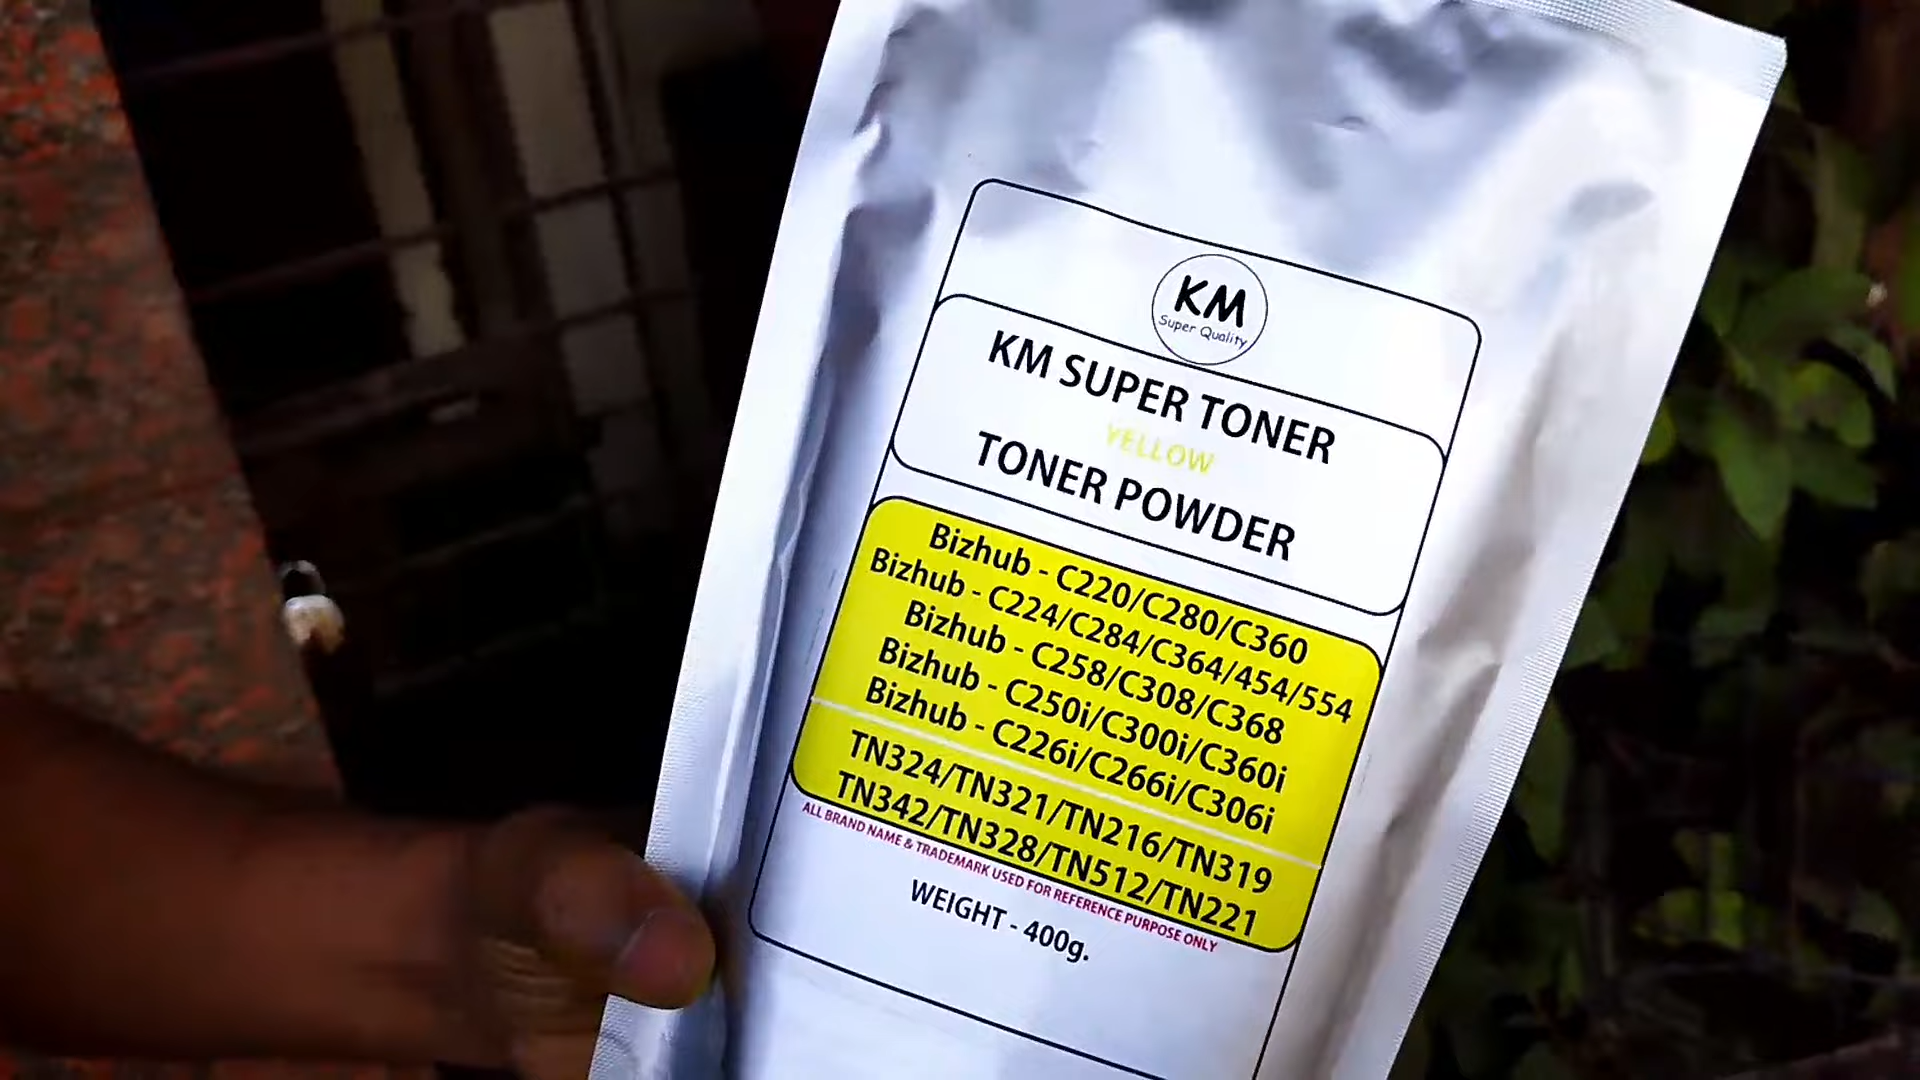 KM
Super Quality
KM SUPER TONER
YELLOW
TONER POWDER
Bizhub - C220/C280/C360
Bizhub - C224/C284/C364/454/554
Bizhub - C258/C308/C368
Bizhub - C250i/C300i/C360i
Bizhub - C226i/C266i/C306i
TN324/TN321/TN216/TN319
TN342/TN328/TN512/TN221
ALL BRAND NAME & TRADEMARK USED FOR REFERENCE PURPOSE ONLY
WEIGHT - 400g.